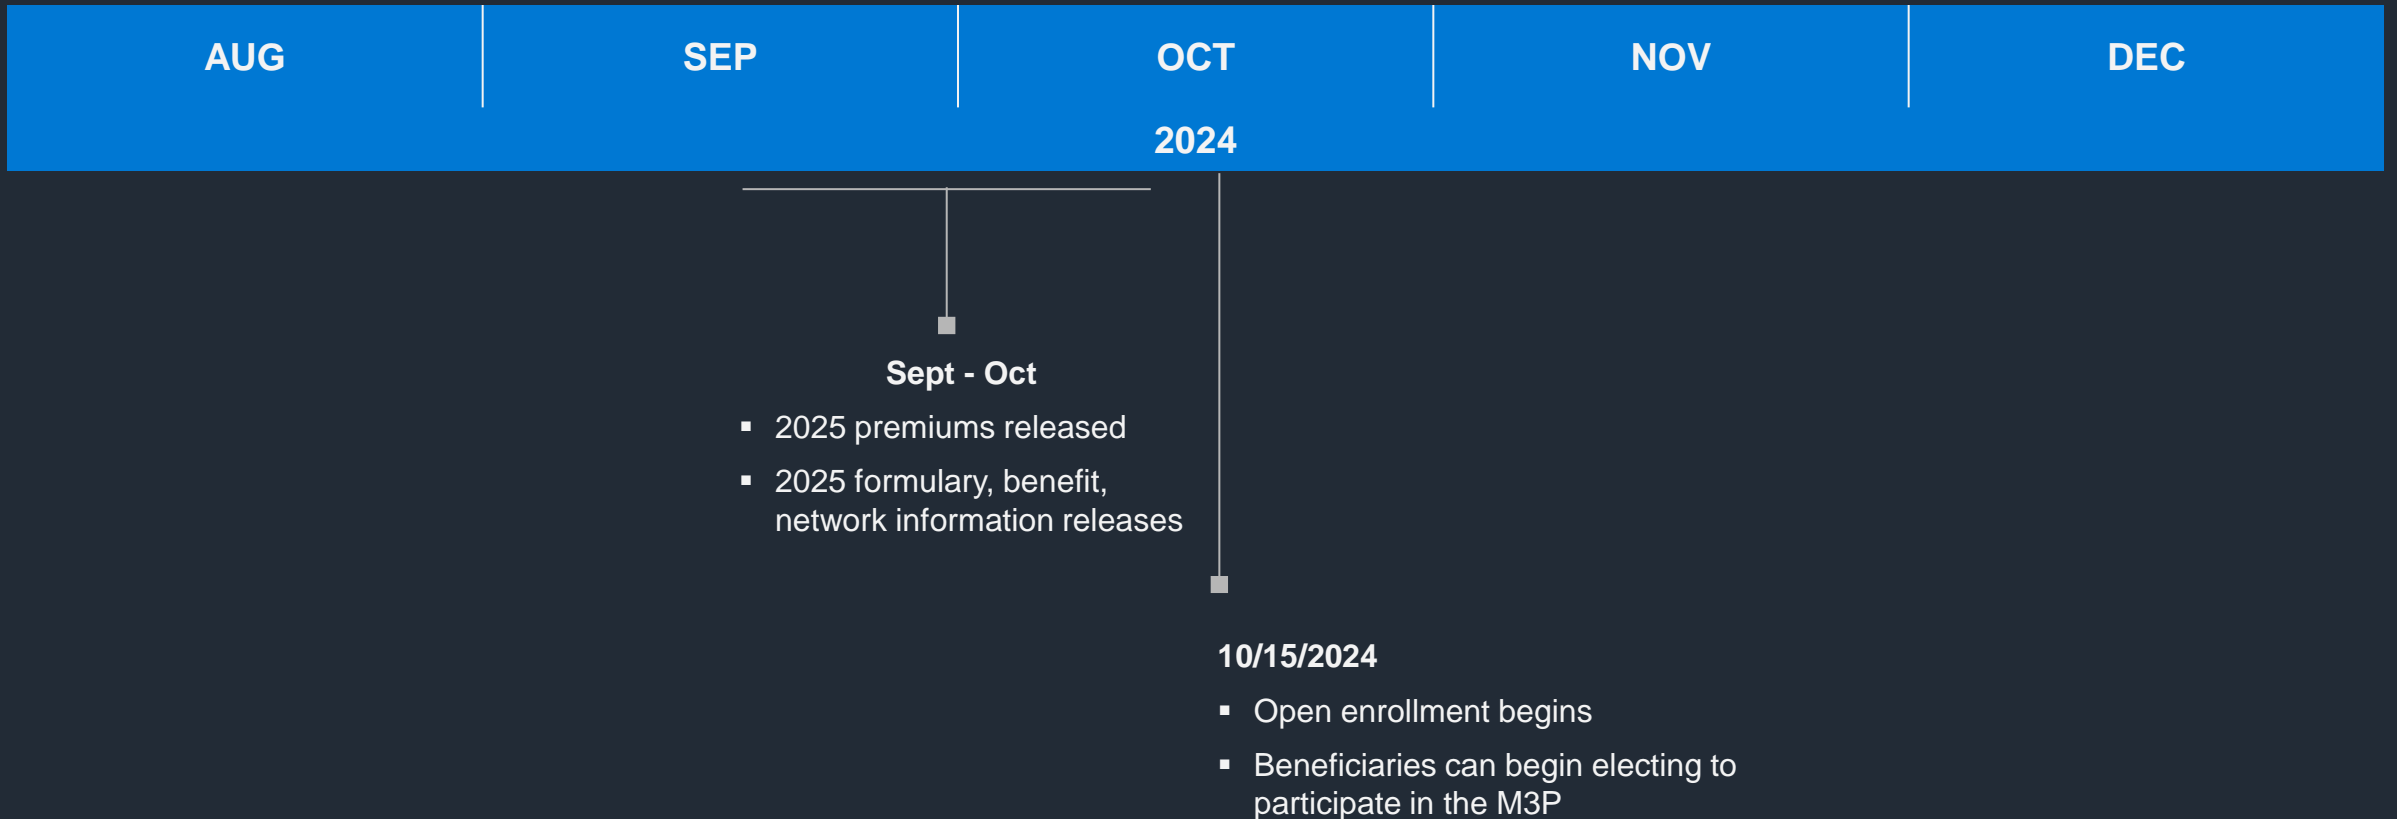 AUG SEP OCT NOV DEC
2024
Sept - Oct
▪ 2025 premiums released
▪ 2025 formulary, benefit,
network information releases
10/15/2024
▪ Open enrollment begins
▪ Beneficiaries can begin electing to
participate in the M3P